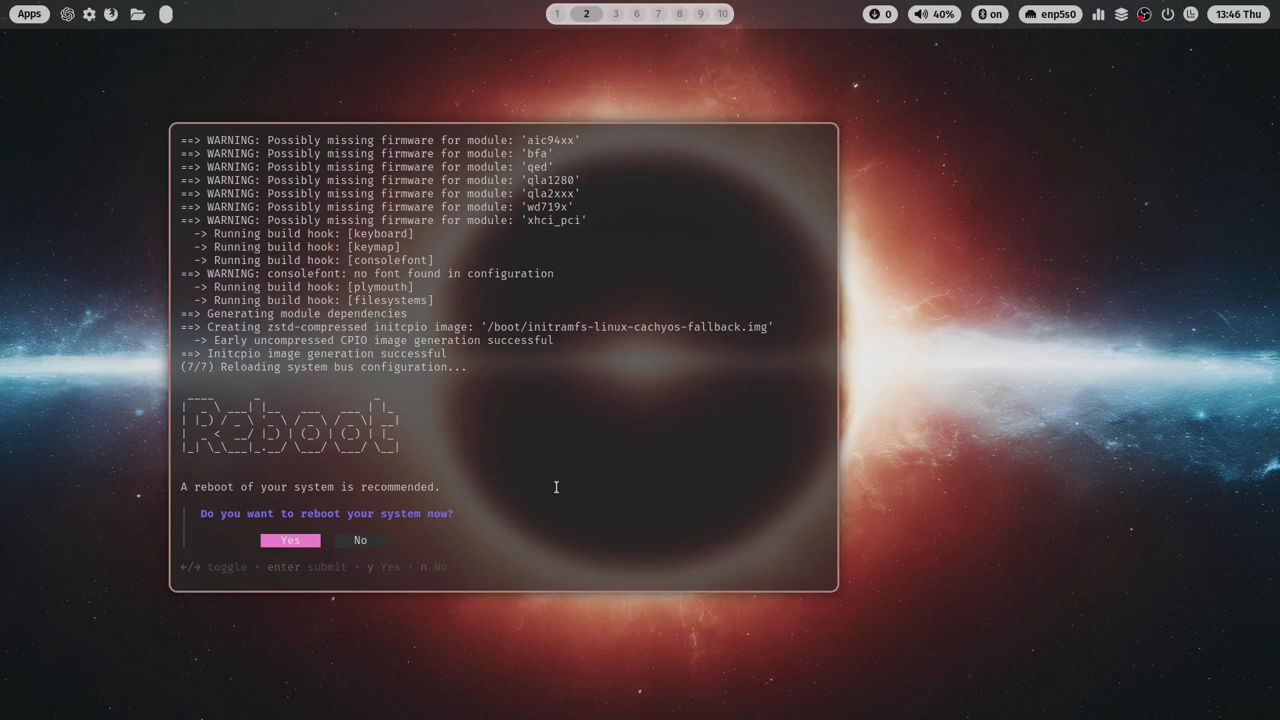 Apps
1 2 3 6 7 8 9 10
0 40% on enp5s0 13:46 Thu
==> WARNING: Possibly missing firmware for module: 'aic94xx'
==> WARNING: Possibly missing firmware for module: 'bfa'
==> WARNING: Possibly missing firmware for module: 'qed'
==> WARNING: Possibly missing firmware for module: 'qla1280'
==> WARNING: Possibly missing firmware for module: 'qla2xxx'
==> WARNING: Possibly missing firmware for module: 'wd719x'
==> WARNING: Possibly missing firmware for module: 'xhci_pci'
-> Running build hook: [keyboard]
-> Running build hook: [keymap]
-> Running build hook: [consolefont]
==> WARNING: consolefont: no font found in configuration
-> Running build hook: [plymouth]
-> Running build hook: [filesystems]
==> Generating module dependencies
==> Creating zstd-compressed initcpio image: '/boot/initramfs-linux-cachyos-fallback.img'
-> Early uncompressed CPIO image generation successful
==> Initcpio image generation successful
(7/7) Reloading system bus configuration...
Reboot
A reboot of your system is recommended.
Do you want to reboot your system now?
Yes No
←/→ toggle · enter submit · y Yes · n No